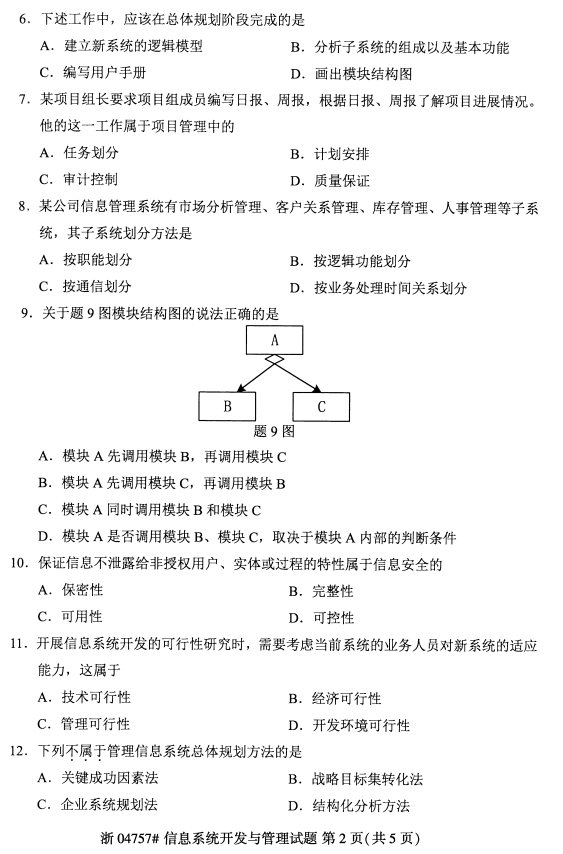 6．下述工作中，应该在总体规划阶段完成的是
A．建立新系统的逻辑模型 B．分析子系统的组成以及基本功能
C．编写用户手册 D．画出模块结构图
7．某项目组长要求项目组成员编写日报、周报，根据日报、周报了解项目进展情况。
他的这一工作属于项目管理中的
A．任务划分 B．计划安排
C．审计控制 D．质量保证
8．某公司信息管理系统有市场分析管理、客户关系管理、库存管理、人事管理等子系
统，其子系统划分方法是
A．按职能划分 B．按逻辑功能划分
C．按通信划分 D．按业务处理时间关系划分
9．关于题 9 图模块结构图的说法正确的是
A
B C
题 9 图
A．模块 A 先调用模块 B，再调用模块 C
B．模块 A 先调用模块 C，再调用模块 B
C．模块 A 同时调用模块 B 和模块 C
D．模块 A 是否调用模块 B、模块 C，取决于模块 A 内部的判断条件
10．保证信息不泄露给非授权用户、实体或过程的特性属于信息安全的
A．保密性 B．完整性
C．可用性 D．可控性
11．开展信息系统开发的可行性研究时，需要考虑当前系统的业务人员对新系统的适应
能力，这属于
A．技术可行性 B．经济可行性
C．管理可行性 D．开发环境可行性
12．下列不属于管理信息系统总体规划方法的是
A．关键成功因素法 B．战略目标集转化法
C．企业系统规划法 D．结构化分析方法
浙 04757# 信息系统开发与管理试题 第 2 页（共 5 页）